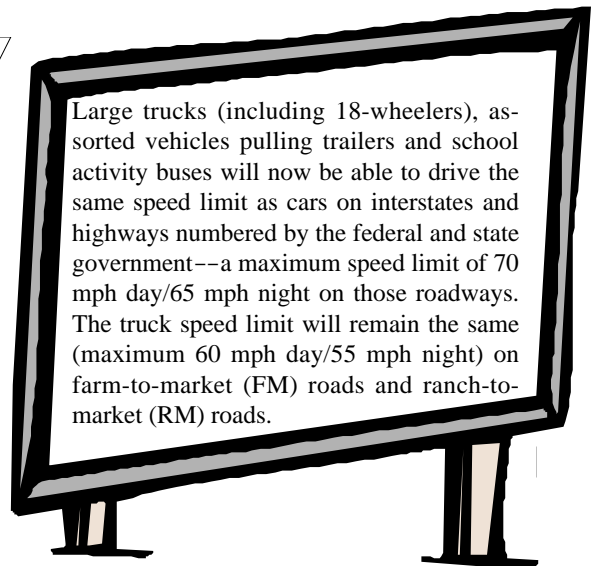 Large trucks (including 18-wheelers), as-
sorted vehicles pulling trailers and school
activity buses will now be able to drive the
same speed limit as cars on interstates and
highways numbered by the federal and state
government--a maximum speed limit of 70
mph day/65 mph night on those roadways.
The truck speed limit will remain the same
(maximum 60 mph day/55 mph night) on
farm-to-market (FM) roads and ranch-to-
market (RM) roads.